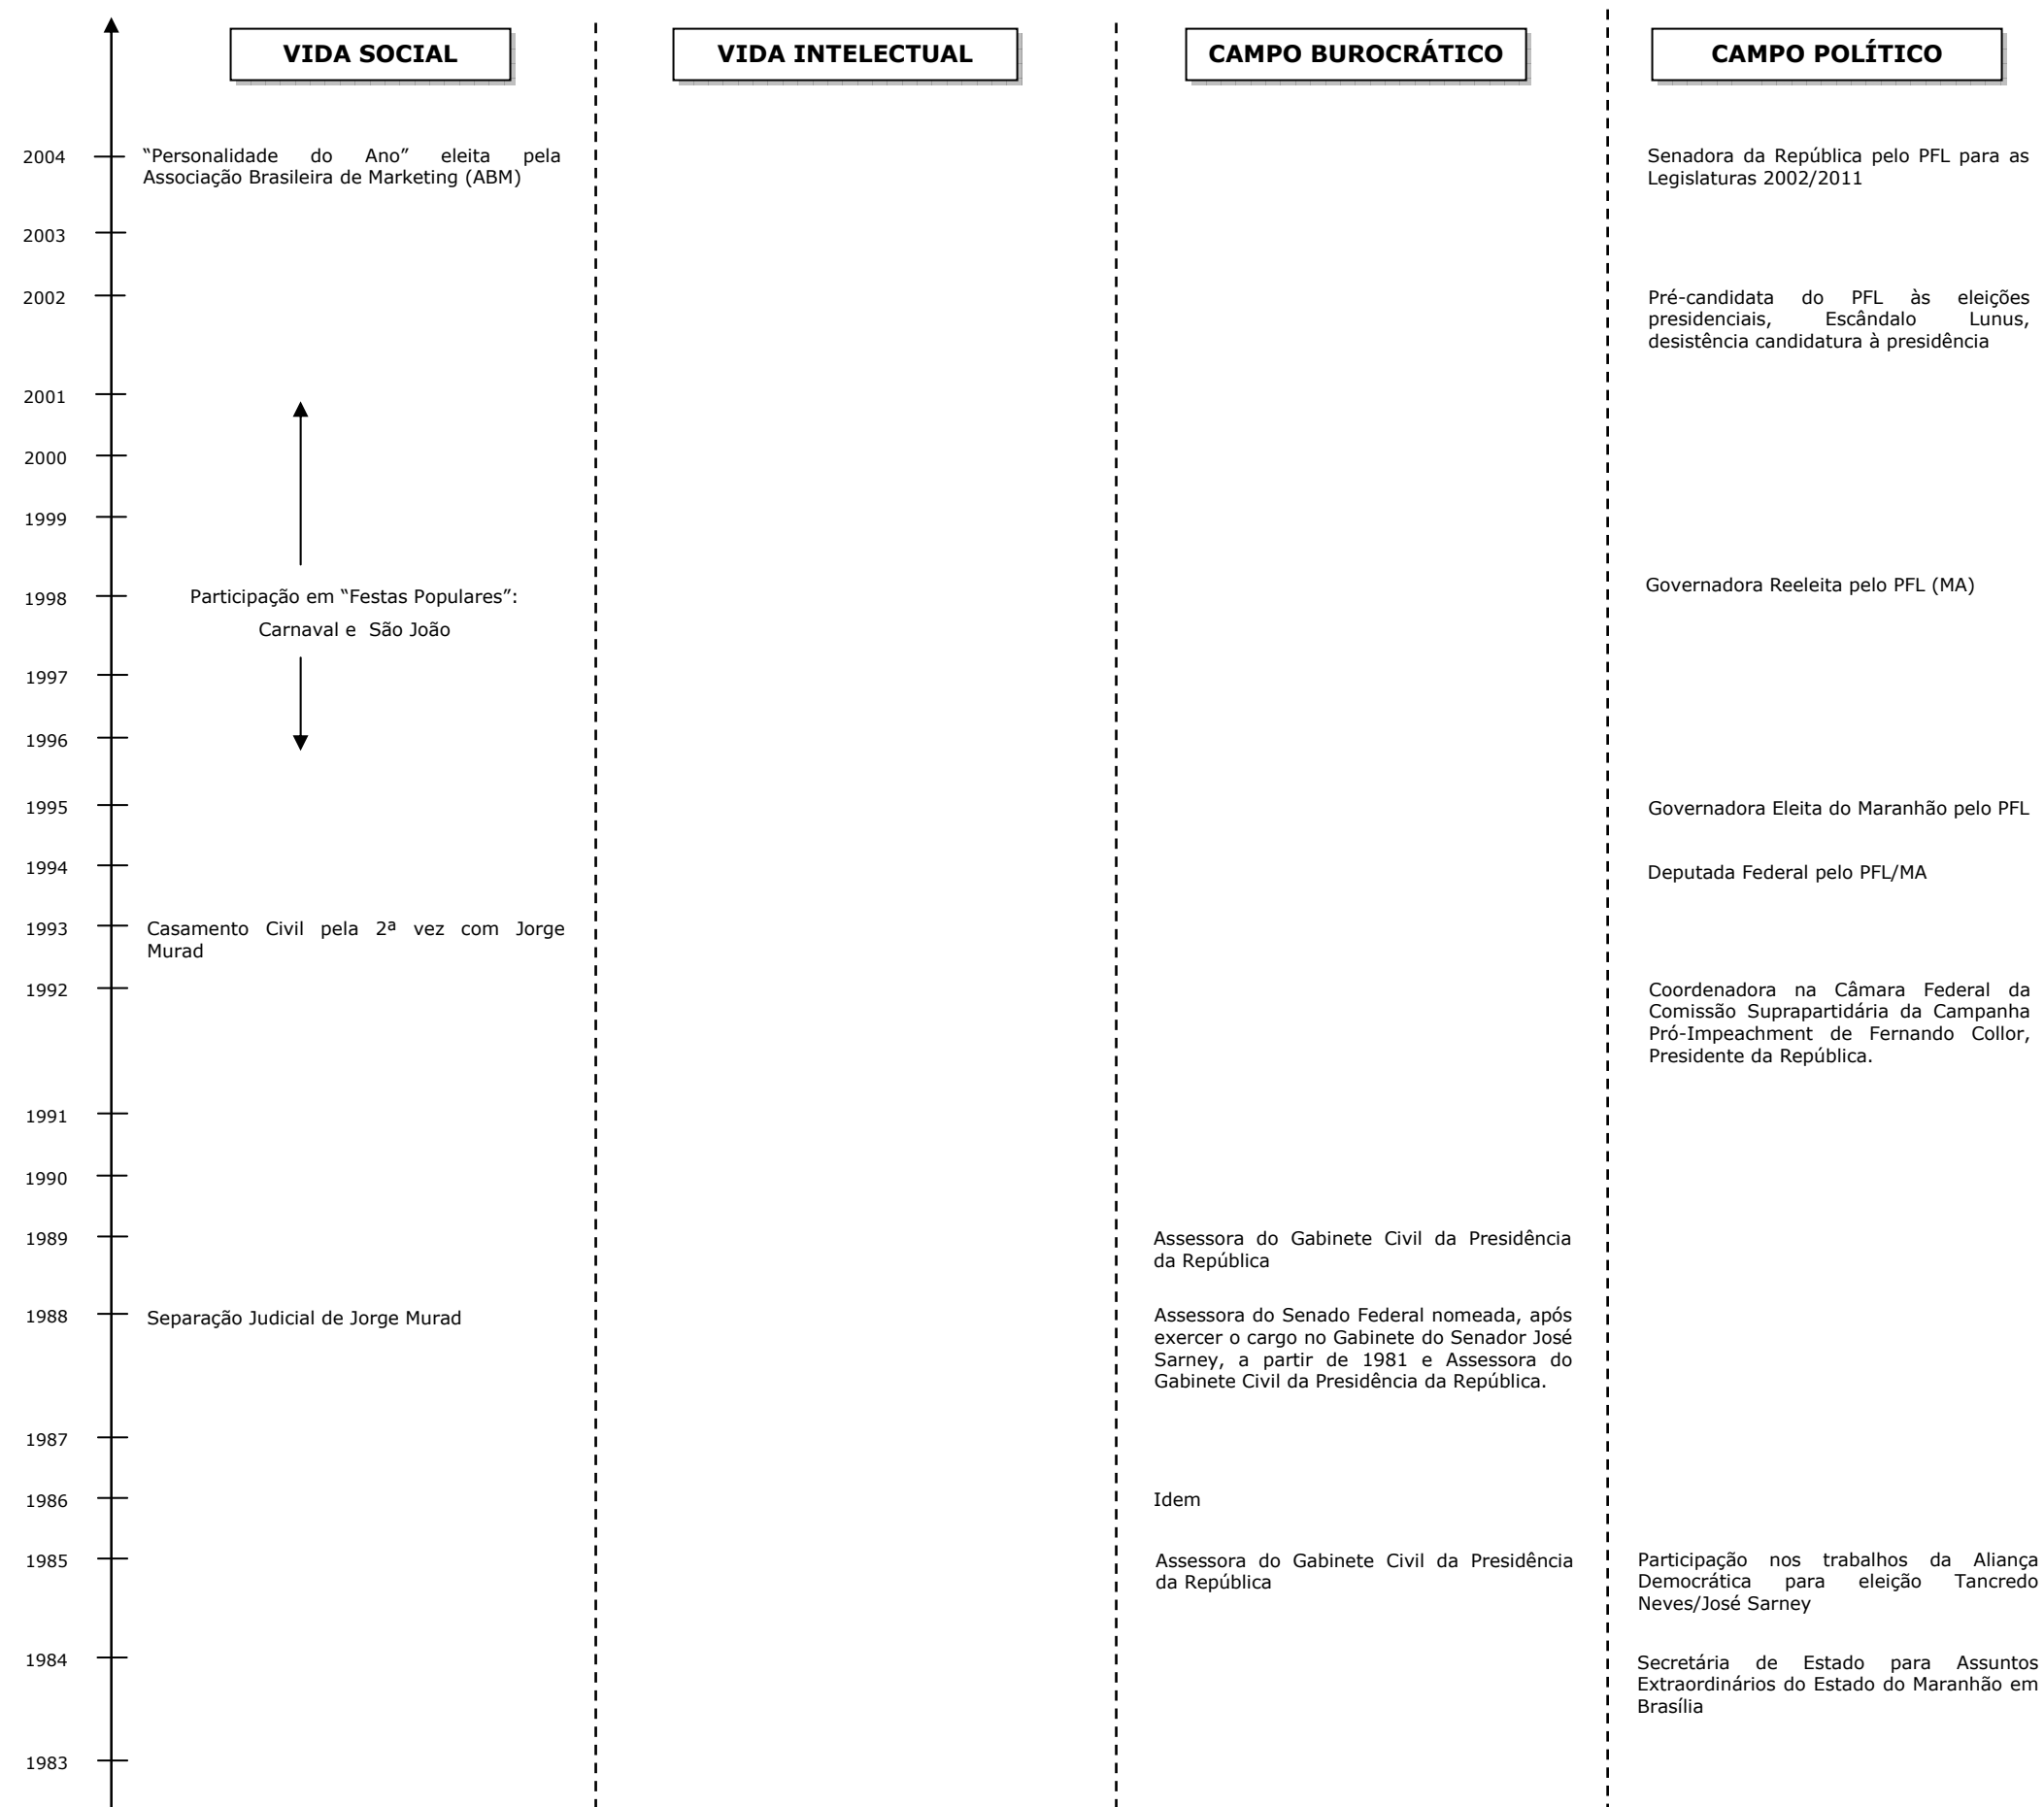 VIDA SOCIAL
VIDA INTELECTUAL
CAMPO BUROCRÁTICO
CAMPO POLÍTICO
2004
“Personalidade do Ano” eleita pela
Associação Brasileira de Marketing (ABM)
Senadora da República pelo PFL para as
Legislaturas 2002/2011
2003
2002
Pré-candidata do PFL às eleições
presidenciais, Escândalo Lunus,
desistência candidatura à presidência
2001
2000
1999
1998
Participação em “Festas Populares”:
Carnaval e São João
Governadora Reeleita pelo PFL (MA)
1997
1996
1995
Governadora Eleita do Maranhão pelo PFL
1994
Deputada Federal pelo PFL/MA
1993
Casamento Civil pela 2ª vez com Jorge
Murad
1992
Coordenadora na Câmara Federal da
Comissão Suprapartidária da Campanha
Pró-Impeachment de Fernando Collor,
Presidente da República.
1991
1990
1989
Assessora do Gabinete Civil da Presidência
da República
1988
Separação Judicial de Jorge Murad
Assessora do Senado Federal nomeada, após
exercer o cargo no Gabinete do Senador José
Sarney, a partir de 1981 e Assessora do
Gabinete Civil da Presidência da República.
1987
1986
Idem
1985
Assessora do Gabinete Civil da Presidência
da República
Participação nos trabalhos da Aliança
Democrática para eleição Tancredo
Neves/José Sarney
1984
Secretária de Estado para Assuntos
Extraordinários do Estado do Maranhão em
Brasília
1983